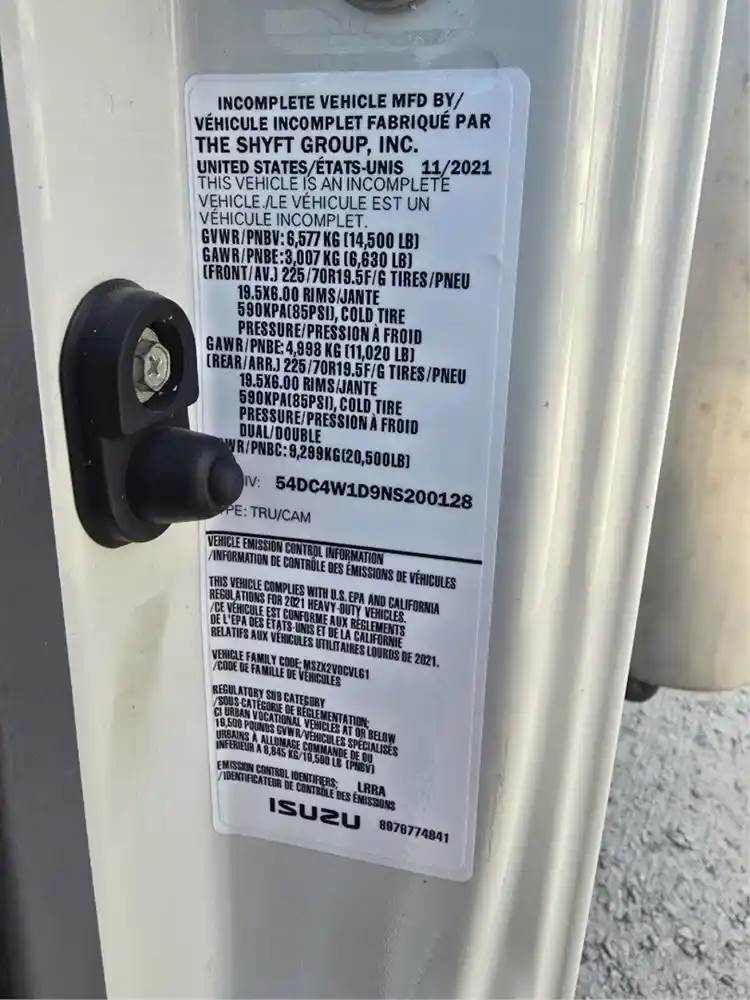 INCOMPLETE VEHICLE MFD BY/
VÉHICULE INCOMPLET FABRIQUÉ PAR
THE SHYFT GROUP, INC.
UNITED STATES/ÉTATS-UNIS 11/2021
THIS VEHICLE IS AN INCOMPLETE
VEHICLE./LE VÉHICULE EST UN
VÉHICULE INCOMPLET.
GVWR/PNBV: 6,577 KG (14,500 LB)
GAWR/PNBE: 3,007 KG (6,630 LB)
(FRONT/AV.) 225/70R19.5F/G TIRES/PNEU
19.5X6.00 RIMS/JANTE
590KPA(85PSI), COLD TIRE
PRESSURE/PRESSION À FROID
GAWR/PNBE: 4,998 KG (11,020 LB)
(REAR/ARR.) 225/70R19.5F/G TIRES/PNEU
19.5X6.00 RIMS/JANTE
590KPA(85PSI), COLD TIRE
PRESSURE/PRESSION À FROID
DUAL/DOUBLE
WR/PNBC: 9,299KG(20,500LB)
IV: 54DC4W1D9NS200128
PE: TRU/CAM
VEHICLE EMISSION CONTROL INFORMATION
/INFORMATION DE CONTRÔLE DES ÉMISSIONS DE VÉHICULES
THIS VEHICLE COMPLIES WITH U.S. EPA AND CALIFORNIA
REGULATIONS FOR 2021 HEAVY-DUTY VEHICLES.
/CE VÉHICULE EST CONFORME AUX RÈGLEMENTS
DE L'EPA DES ÉTATS-UNIS ET DE LA CALIFORNIE
RELATIFS AUX VÉHICULES UTILITAIRES LOURDS DE 2021.
VEHICLE FAMILY CODE: MSZX2VOCVLG1
/CODE DE FAMILLE DE VÉHICULES
REGULATORY SUB CATEGORY
/SOUS-CATÉGORIE DE RÉGLEMENTATION:
CI URBAN VOCATIONAL VEHICLES AT OR BELOW
19,500 POUNDS GVWR/VÉHICULES SPÉCIALISÉS
URBAINS À ALLUMAGE COMMANDÉ DE OU
INFÉRIEUR À 8,845 KG/19,500 LB (PNBV)
EMISSION CONTROL IDENTIFIERS: LRRA
/IDENTIFICATEUR DE CONTRÔLE DES ÉMISSIONS
ISUZU 8978774841